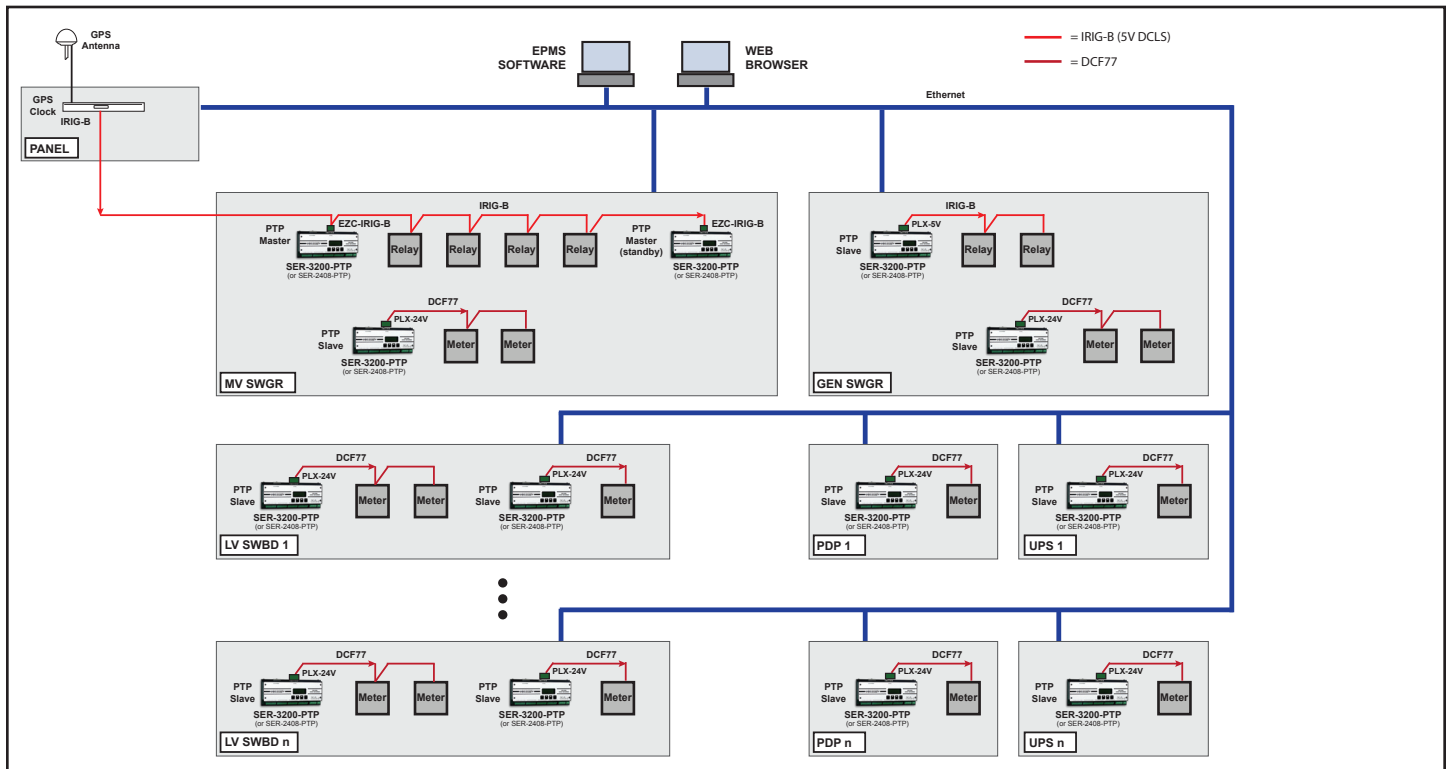 GPS
Antenna
EPMS
SOFTWARE
WEB
BROWSER
= IRIG-B (5V DCLS)
= DCF77
GPS
Clock
IRIG-B
PANEL
Ethernet
IRIG-B
PTP
Master
EZC-IRIG-B
SER-3200-PTP
(or SER-2408-PTP)
Relay
Relay
Relay
Relay
PTP
Master
(standby)
EZC-IRIG-B
SER-3200-PTP
(or SER-2408-PTP)
DCF77
PLX-24V
PTP
Slave
SER-3200-PTP
(or SER-2408-PTP)
Meter
Meter
MV SWGR
IRIG-B
PLX-5V
PTP
Slave
SER-3200-PTP
(or SER-2408-PTP)
Relay
Relay
DCF77
PLX-24V
PTP
Slave
SER-3200-PTP
(or SER-2408-PTP)
Meter
Meter
GEN SWGR
DCF77
PLX-24V
PTP
Slave
SER-3200-PTP
(or SER-2408-PTP)
Meter
Meter
DCF77
PLX-24V
PTP
Slave
SER-3200-PTP
(or SER-2408-PTP)
Meter
LV SWBD 1
DCF77
PLX-24V
PTP
Slave
SER-3200-PTP
(or SER-2408-PTP)
Meter
PDP 1
DCF77
PLX-24V
PTP
Slave
SER-3200-PTP
(or SER-2408-PTP)
Meter
UPS 1
DCF77
PLX-24V
PTP
Slave
SER-3200-PTP
(or SER-2408-PTP)
Meter
Meter
DCF77
PLX-24V
PTP
Slave
SER-3200-PTP
(or SER-2408-PTP)
Meter
LV SWBD n
DCF77
PLX-24V
PTP
Slave
SER-3200-PTP
(or SER-2408-PTP)
Meter
PDP n
DCF77
PLX-24V
PTP
Slave
SER-3200-PTP
(or SER-2408-PTP)
Meter
UPS n